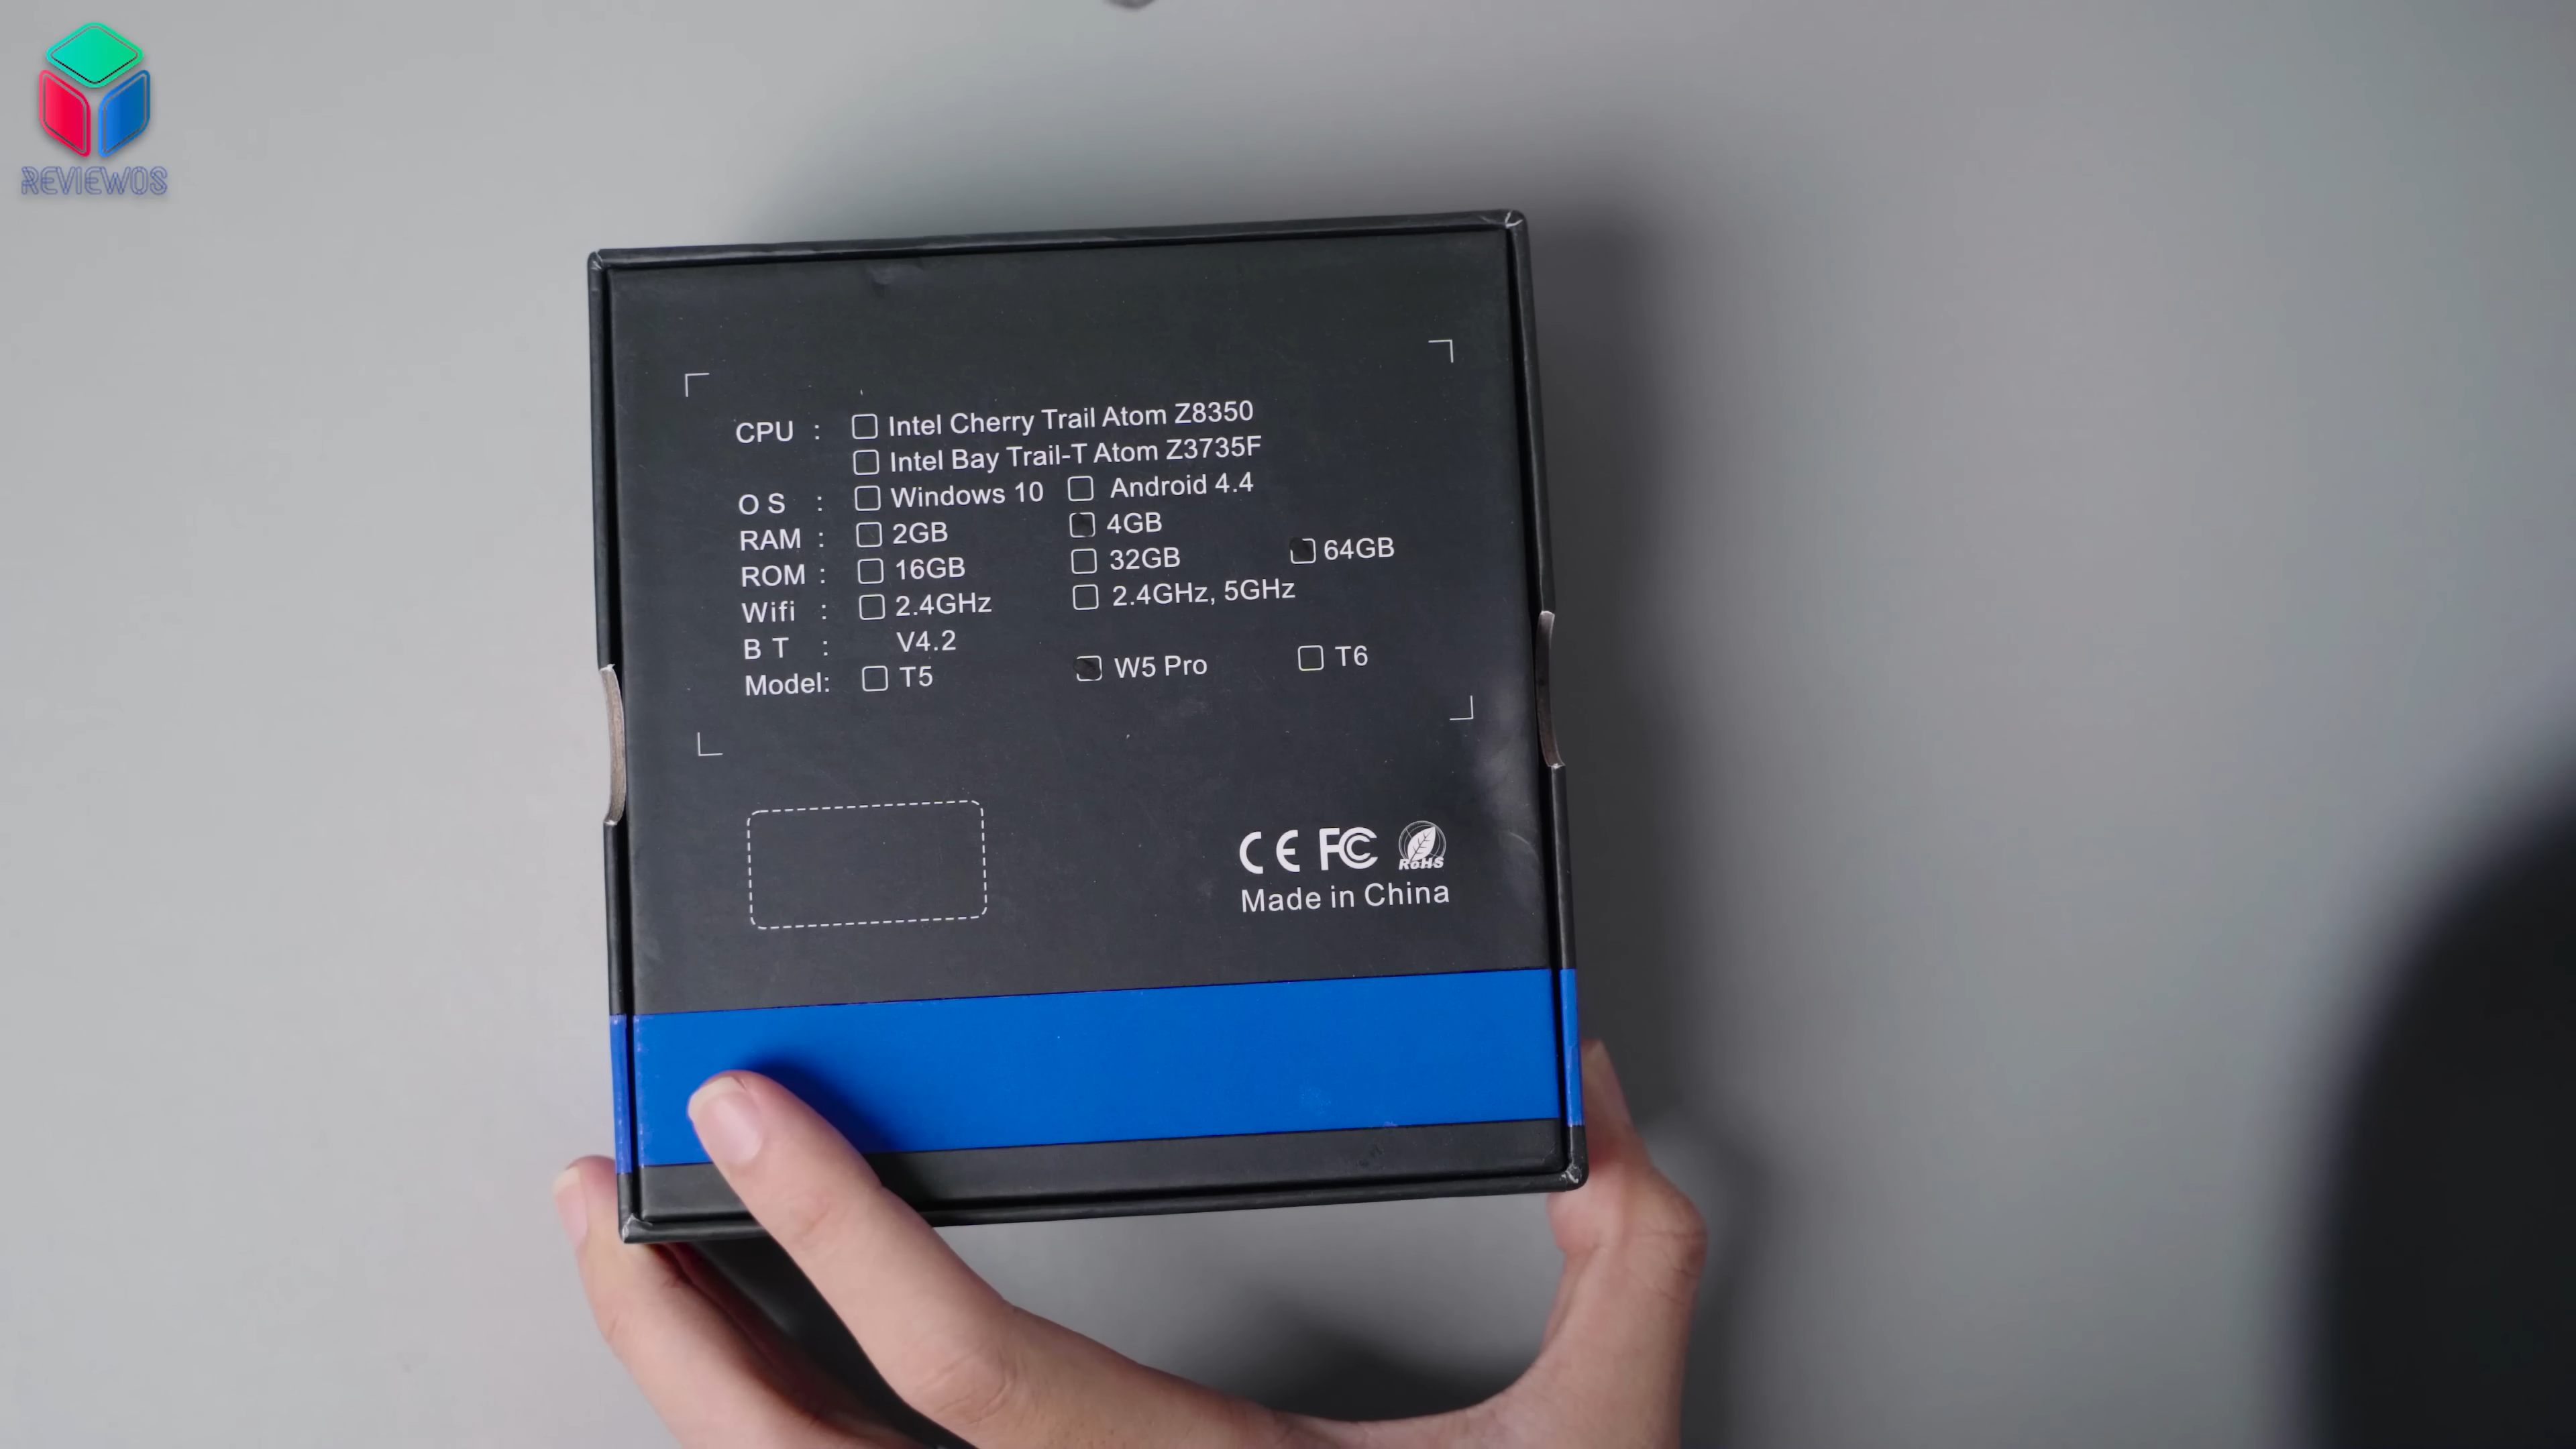 REVIEWOS
CPU : Intel Cherry Trail Atom Z8350
Intel Bay Trail-T Atom Z3735F
O S : Windows 10 Android 4.4
RAM : 2GB 4GB
ROM : 16GB 32GB 64GB
Wifi : 2.4GHz 2.4GHz, 5GHz
B T : V4.2
Model: T5 W5 Pro T6
CE FC RoHS
Made in China